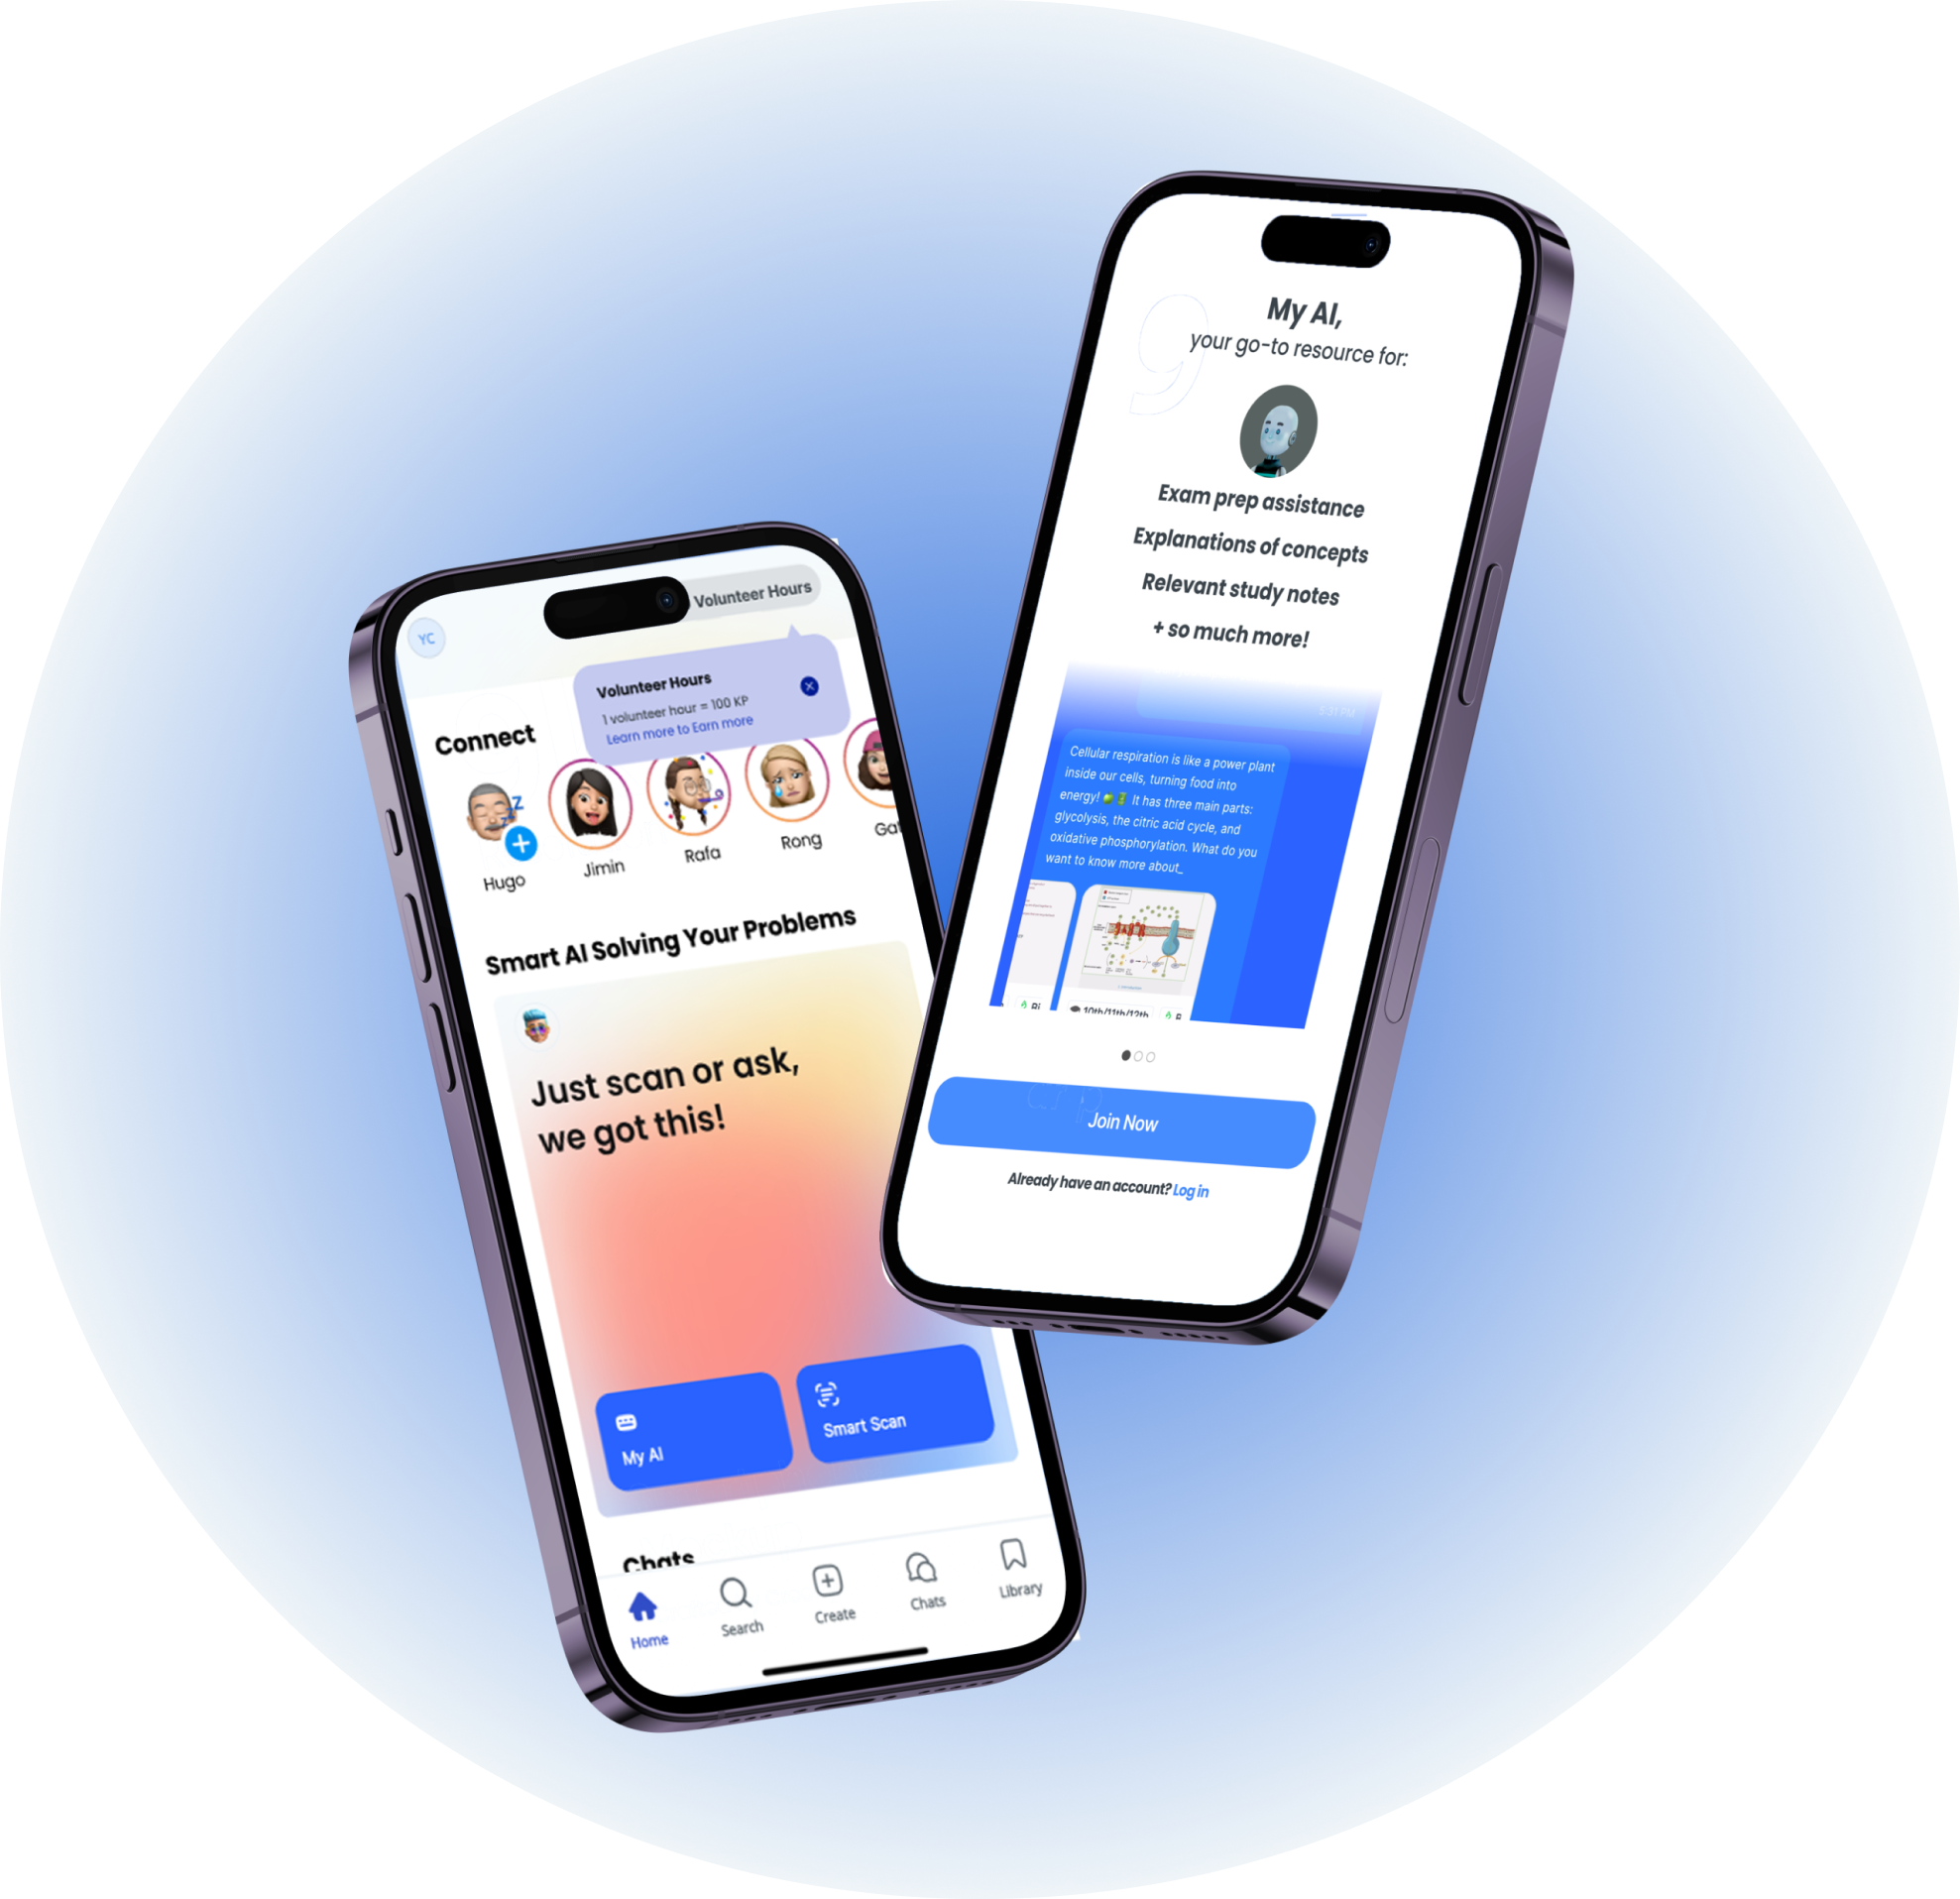 YC
Volunteer Hours
Volunteer Hours
1 volunteer hour = 100 KP
Learn more to Earn more
Connect
Hugo
Jimin
Rafa
Rong
Smart AI Solving Your Problems
Just scan or ask,
we got this!
My AI
Smart Scan
Chats
Home
Search
Create
Chats
Library
9
My AI,
your go-to resource for:
Exam prep assistance
Explanations of concepts
Relevant study notes
+ so much more!
5:31 PM
Cellular respiration is like a power plant
inside our cells, turning food into
energy! 🍏🔋 It has three main parts:
glycolysis, the citric acid cycle, and
oxidative phosphorylation. What do you
want to know more about_
10th/11th/12th
Join Now
Already have an account? Log in